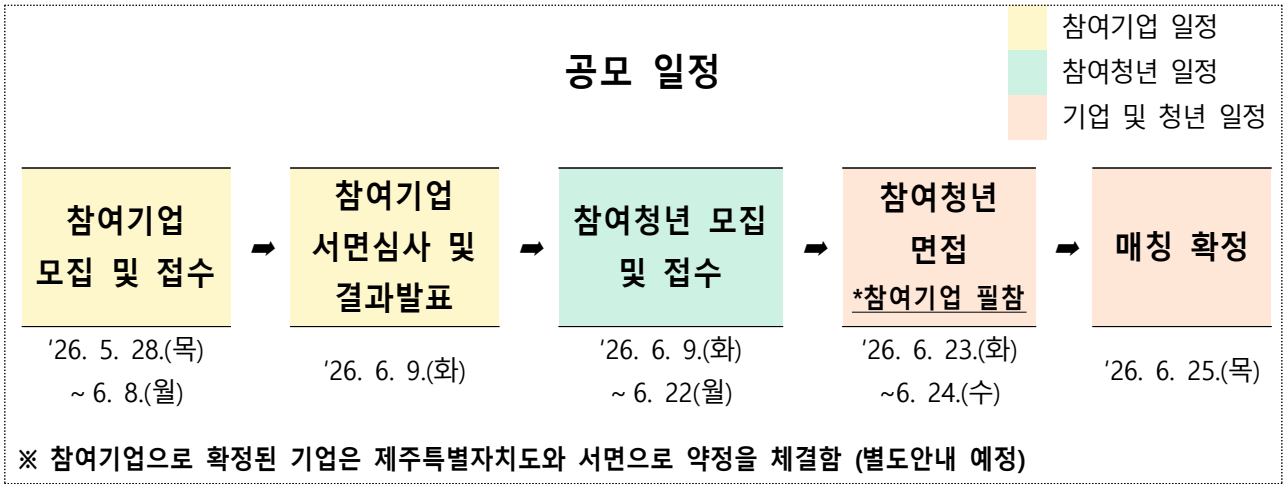 공모 일정
참여기업 일정
참여청년 일정
기업 및 청년 일정
참여기업
모집 및 접수
➡
참여기업
서면심사 및
결과발표
➡
참여청년 모집
및 접수
➡
참여청년
면접
*참여기업 필참
➡
매칭 확정
'26. 5. 28.(목)
~ 6. 8.(월)
'26. 6. 9.(화)
'26. 6. 9.(화)
~ 6. 22(월)
'26. 6. 23.(화)
~6. 24.(수)
'26. 6. 25.(목)
※ 참여기업으로 확정된 기업은 제주특별자치도와 서면으로 약정을 체결함 (별도안내 예정)